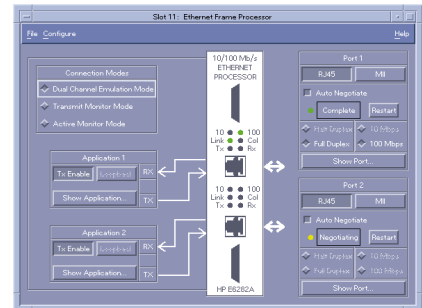 Slot 11: Ethernet Frame Processor
File Configure Help
Connection Modes
Dual Channel Emulation Mode
Transmit Monitor Mode
Active Monitor Mode
Application 1
Tx Enable Loopback RX
Show Application... TX
Application 2
Tx Enable Loopback RX
Show Application... TX
10/100 Mb/s
ETHERNET
PROCESSOR
10 100
Link Col
Tx Rx
10 100
Link Col
Tx Rx
HP E6282A
Port 1
RJ45 MII
Auto Negotiate
Complete Restart
Half Duplex 10 Mbps
Full Duplex 100 Mbps
Show Port...
Port 2
RJ45 MII
Auto Negotiate
Negotiating Restart
Half Duplex 10 Mbps
Full Duplex 100 Mbps
Show Port...